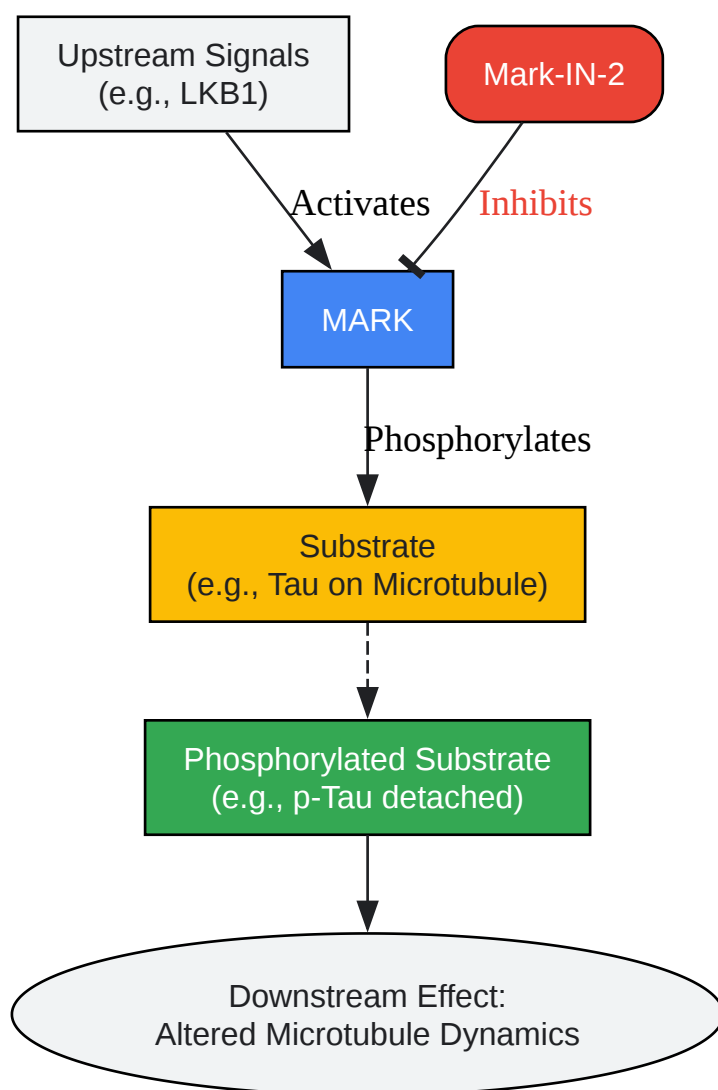 Upstream Signals
(e.g., LKB1)
Mark-IN-2
Activates
Inhibits
MARK
Phosphorylates
Substrate
(e.g., Tau on Microtubule)
Phosphorylated Substrate
(e.g., p-Tau detached)
Downstream Effect:
Altered Microtubule Dynamics